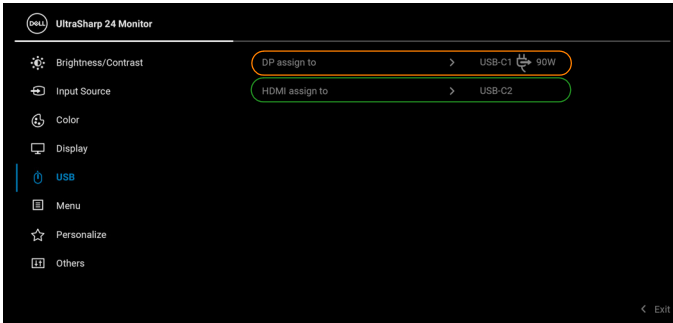 DELL UltraSharp 24 Monitor
Brightness/Contrast
DP assign to > USB-C1 90W
Input Source
HDMI assign to > USB-C2
Color
Display
USB
Menu
Personalize
Others
< Exit